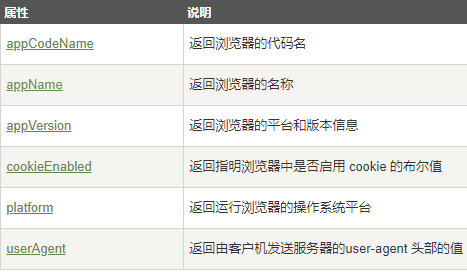 属性 说明
appCodeName 返回浏览器的代码名
appName 返回浏览器的名称
appVersion 返回浏览器的平台和版本信息
cookieEnabled 返回指明浏览器中是否启用 cookie 的布尔值
platform 返回运行浏览器的操作系统平台
userAgent 返回由客户机发送服务器的user-agent 头部的值